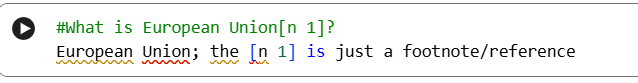 #What is European Union[n 1]?
European Union; the [n 1] is just a footnote/reference